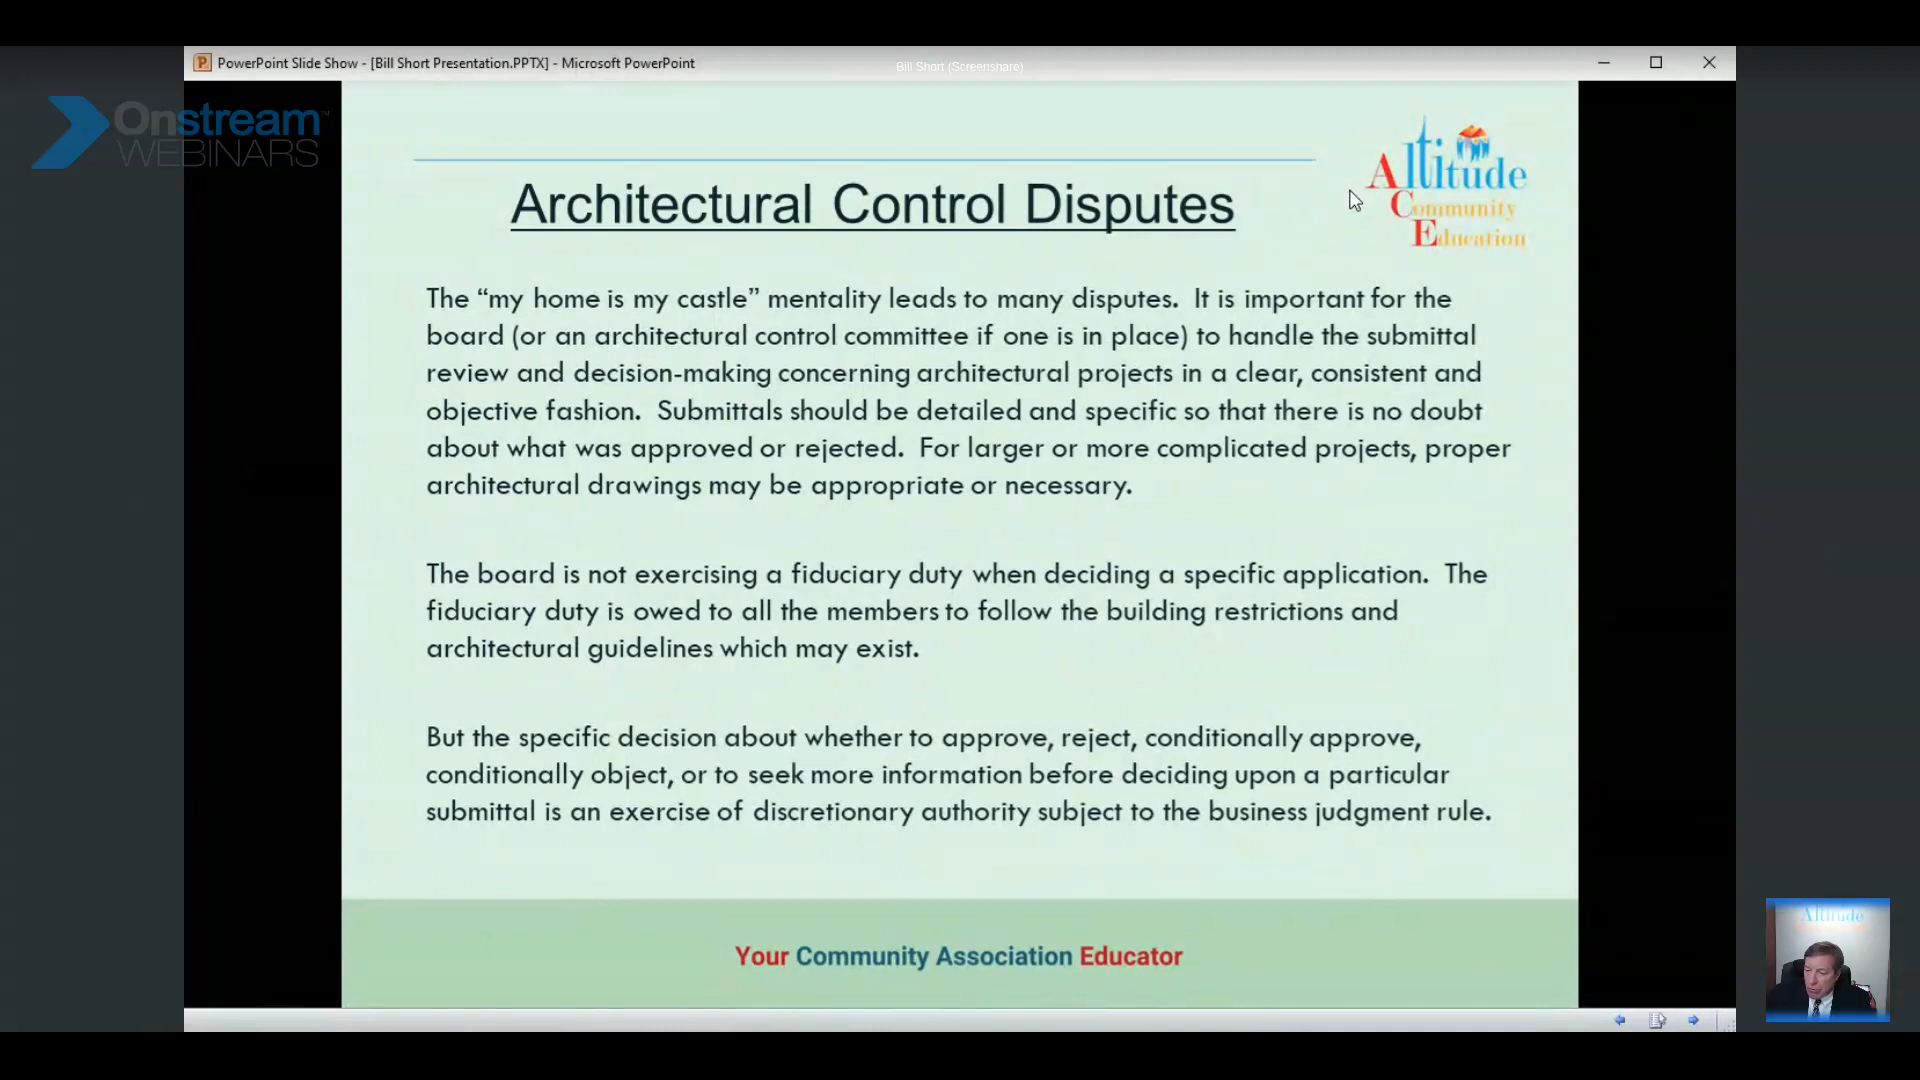 PowerPoint Slide Show - [Bill Short Presentation.PPTX] - Microsoft PowerPoint
Bill Short (Screenshare)
Onstream™
WEBINARS
Altitude
Community
Education
Architectural Control Disputes
The “my home is my castle” mentality leads to many disputes. It is important for the
board (or an architectural control committee if one is in place) to handle the submittal
review and decision-making concerning architectural projects in a clear, consistent and
objective fashion. Submittals should be detailed and specific so that there is no doubt
about what was approved or rejected. For larger or more complicated projects, proper
architectural drawings may be appropriate or necessary.
The board is not exercising a fiduciary duty when deciding a specific application. The
fiduciary duty is owed to all the members to follow the building restrictions and
architectural guidelines which may exist.
But the specific decision about whether to approve, reject, conditionally approve,
conditionally object, or to seek more information before deciding upon a particular
submittal is an exercise of discretionary authority subject to the business judgment rule.
Your Community Association Educator
Altitude